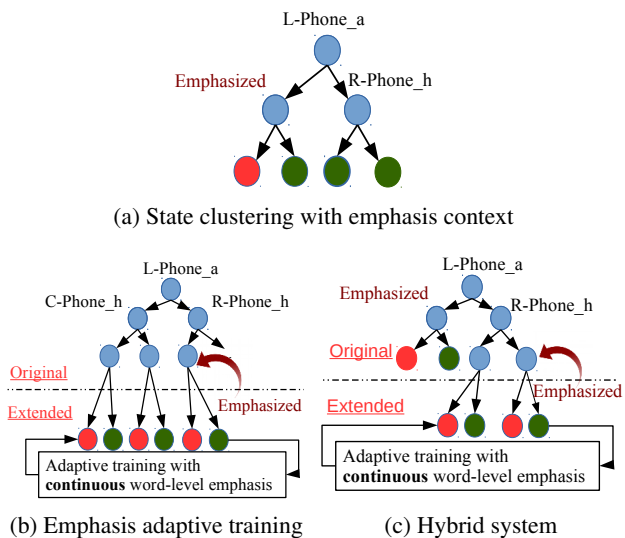 L-Phone_a
Emphasized
R-Phone_h
(a) State clustering with emphasis context
L-Phone_a
C-Phone_h
R-Phone_h
Original
Extended
Emphasized
Adaptive training with
continuous word-level emphasis
(b) Emphasis adaptive training
L-Phone_a
Emphasized
R-Phone_h
Original
Extended
Emphasized
Adaptive training with
continuous word-level emphasis
(c) Hybrid system